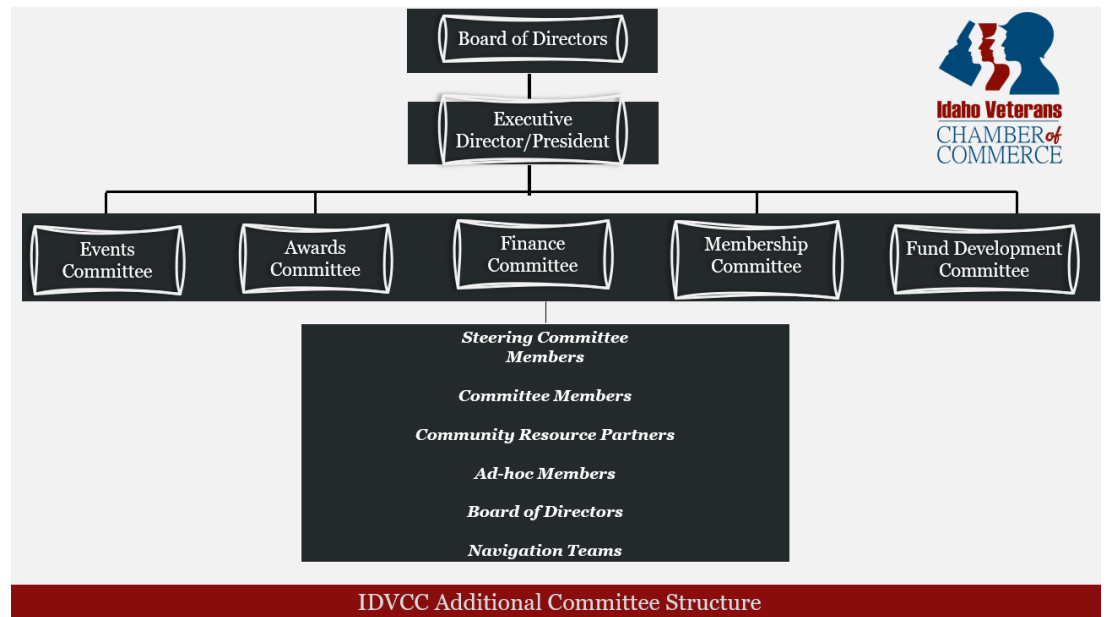 Board of Directors
Idaho Veterans
CHAMBER of
COMMERCE
Executive
Director/President
Events
Committee
Awards
Committee
Finance
Committee
Membership
Committee
Fund Development
Committee
Steering Committee
Members
Committee Members
Community Resource Partners
Ad-hoc Members
Board of Directors
Navigation Teams
IDVCC Additional Committee Structure